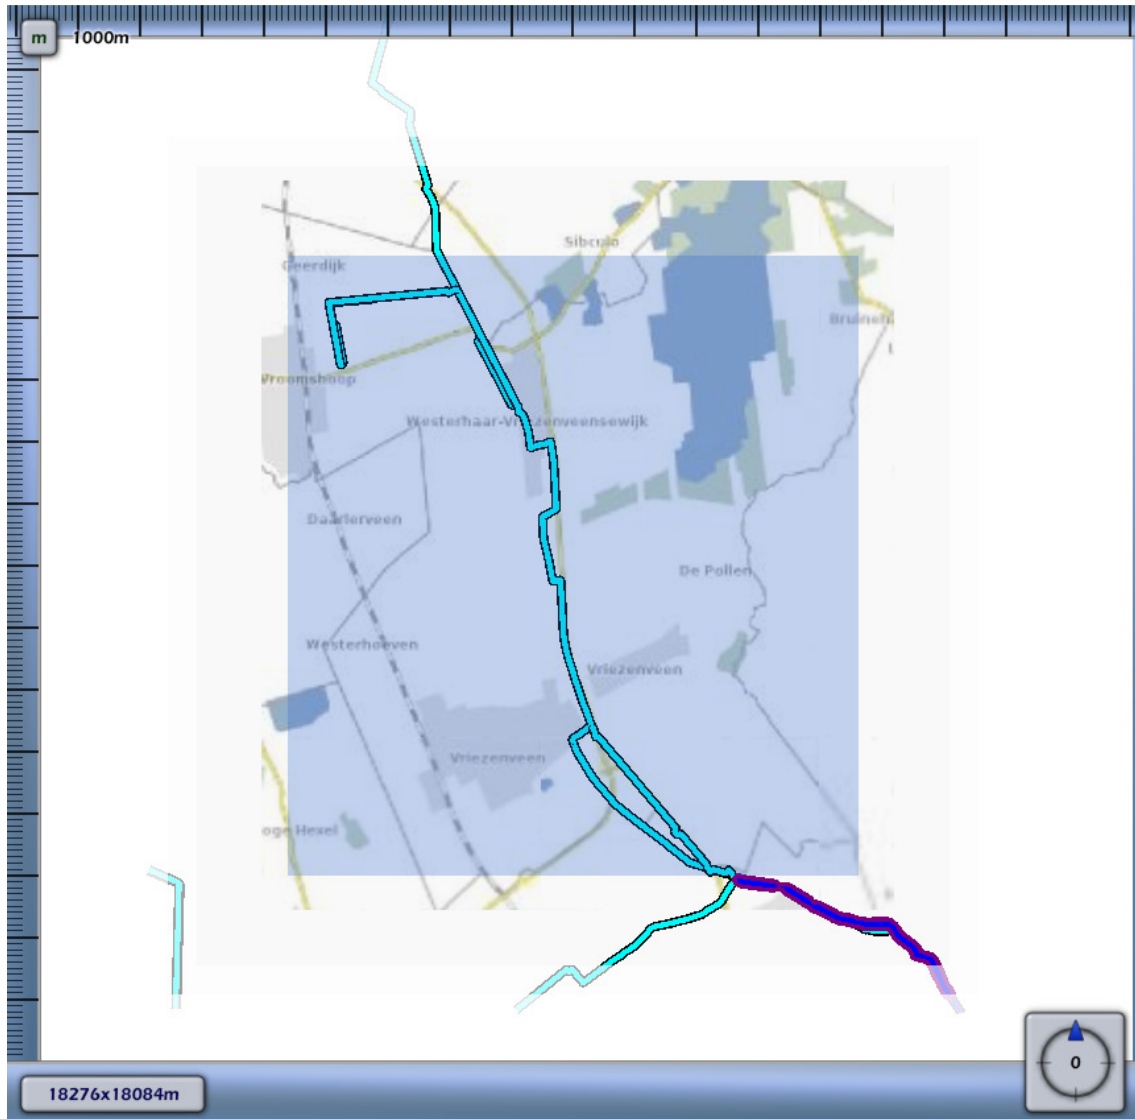 m 1000m
Sibculo
Geerdijk
Vroomshoop
Westerhaar-Vriezenveensewijk
Daarlerveen
De Pollen
Westerhoeven
Vriezenveen
Vriezenveen
oge Hexel
0
18276x18084m